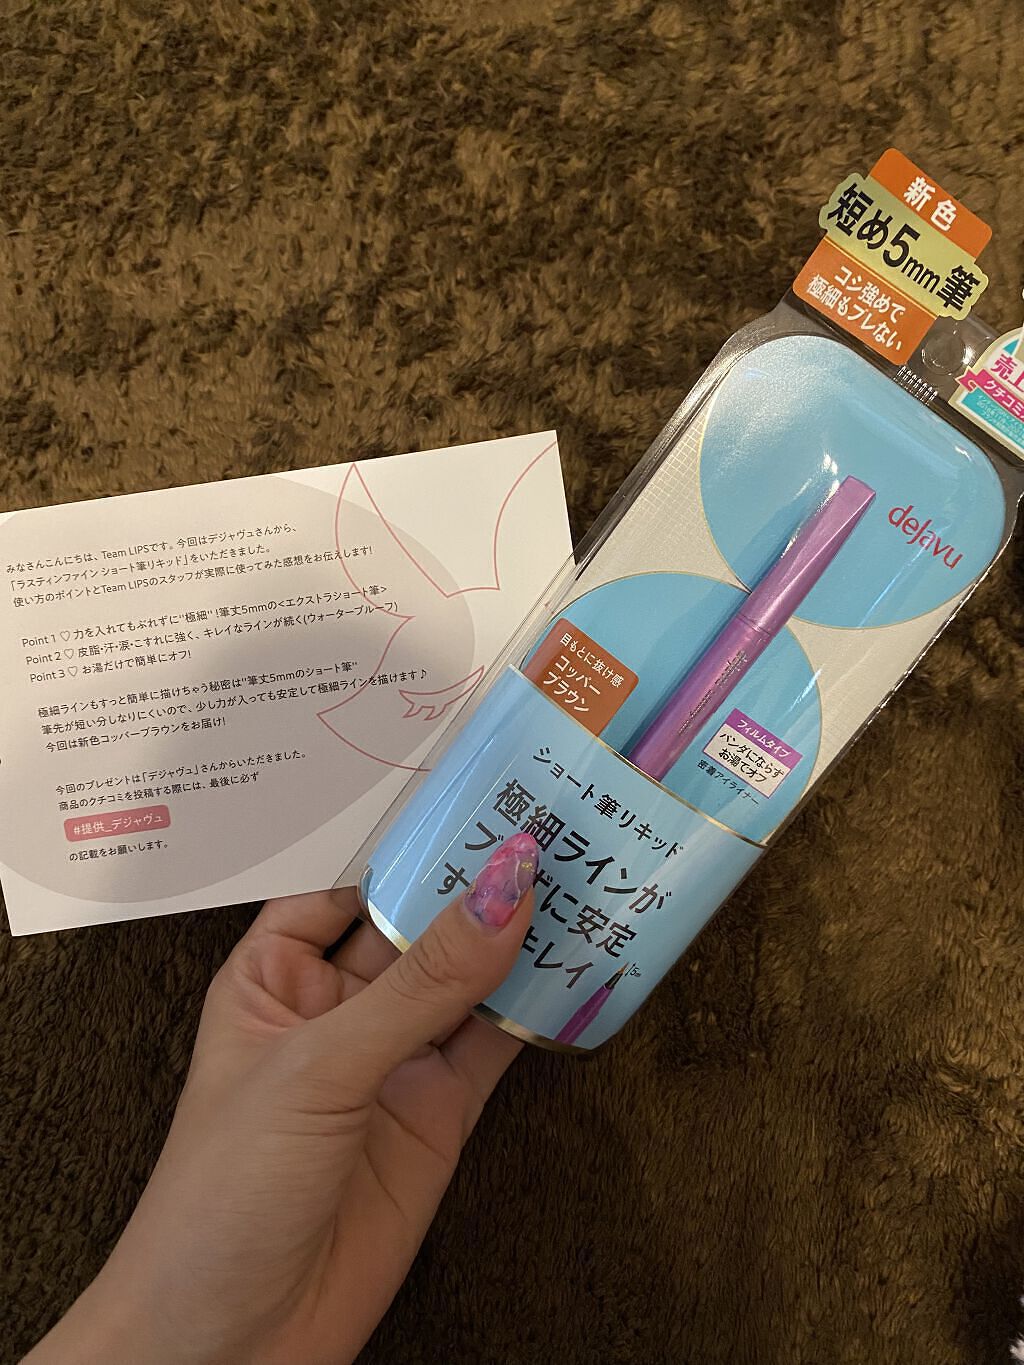 みなさんこんにちは、Team LIPSです。今回はデジャヴュさんから、
「ラスティンファイン ショート筆リキッド」をいただきました。
使い方のポイントとTeam LIPSのスタッフが実際に使ってみた感想をお伝えします!
Point 1 ♡ 力を入れてもぶれずに"極細" !筆丈5mmの<エクストラショート筆>
Point 2 ♡ 皮脂・汗・涙・こすれに強く、キレイなラインが続く(ウォータープルーフ)
Point 3 ♡ お湯だけで簡単にオフ!
極細ラインもすっと簡単に描けちゃう秘密は"筆丈5mmのショート筆"
筆先が短い分しなりにくいので、少し力が入っても安定して極細ラインを描けます♪
今回は新色コッパーブラウンをお届け!
今回のプレゼントは「デジャヴュ」さんからいただきました。
商品のクチコミを投稿する際には、最後に必ず
#提供_デジャヴュ
の記載をお願いします。
新色
短め5mm筆
コシ強めで
極細もブレない
売上
クチコミ
dejavu
目もとに抜け感
コッパー
ブラウン
フィルムタイプ
パンダにならず
お湯でオフ
密着アイライナー
ショート筆リキッド
極細ラインが
ブ
ずに安定
す
キレイ
5mm